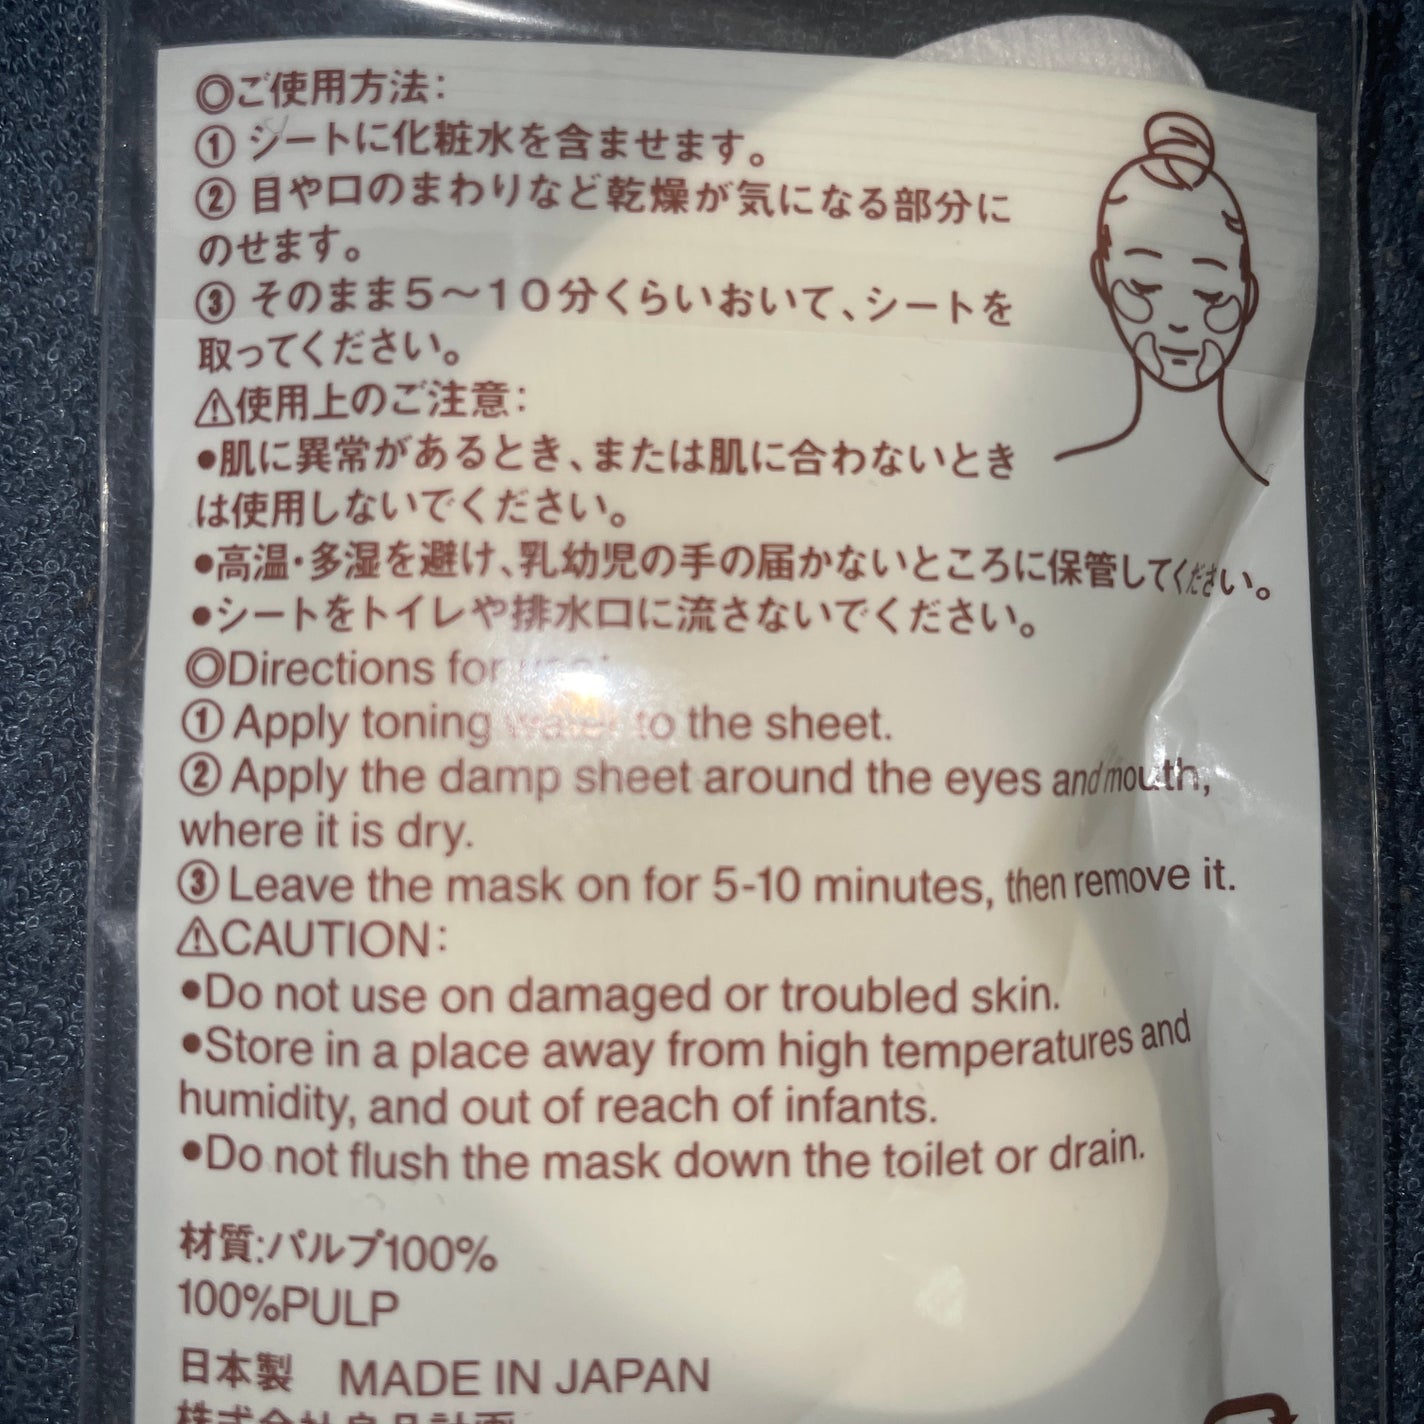 ◎ご使用方法：
① シートに化粧水を含ませます。
② 目や口のまわりなど乾燥が気になる部分に
のせます。
③ そのまま５〜１０分くらいおいて、シートを
取ってください。
⚠使用上のご注意：
●肌に異常があるとき、または肌に合わないとき
は使用しないでください。
●高温・多湿を避け、乳幼児の手の届かないところに保管してください。
●シートをトイレや排水口に流さないでください。
◎Directions for use:
① Apply toning water to the sheet.
② Apply the damp sheet around the eyes and mouth,
where it is dry.
③ Leave the mask on for 5-10 minutes, then remove it.
⚠CAUTION:
●Do not use on damaged or troubled skin.
●Store in a place away from high temperatures and
humidity, and out of reach of infants.
●Do not flush the mask down the toilet or drain.
材質:パルプ100%
100%PULP
日本製 MADE IN JAPAN
株式会社良品計画